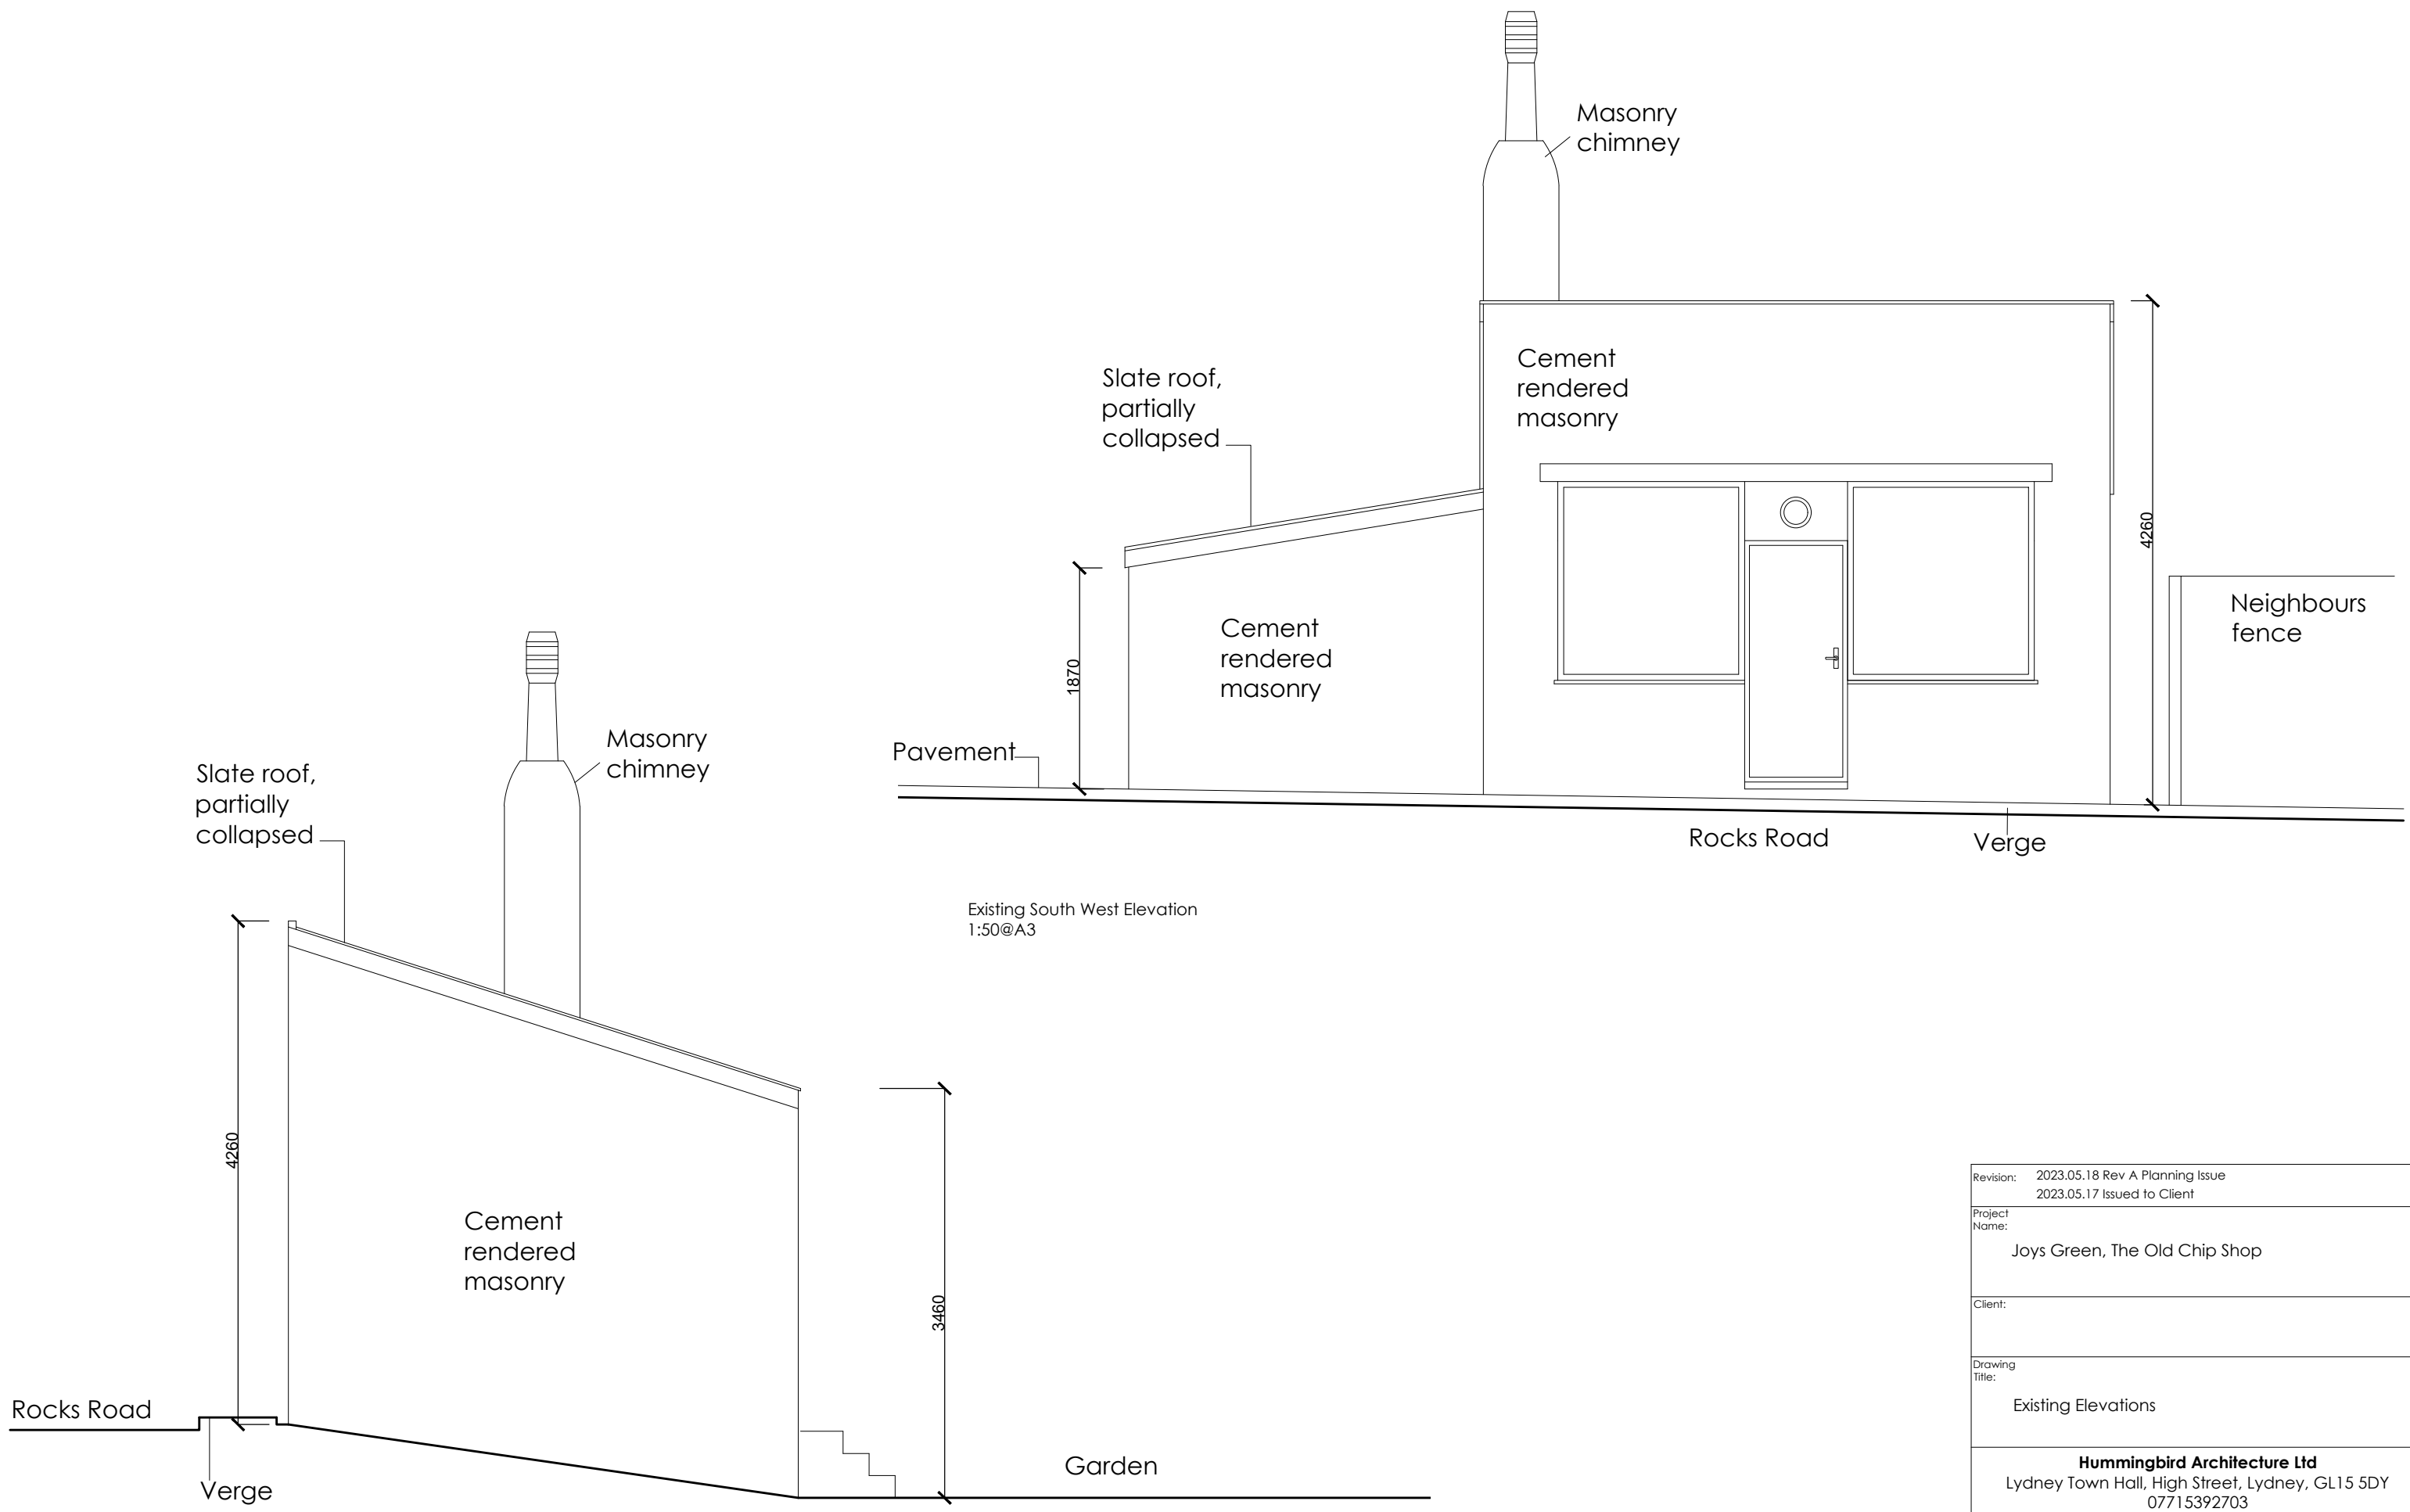 Masonry
chimney
Cement
rendered
masonry
Slate roof,
partially
collapsed
4260
Neighbours
fence
Cement
rendered
masonry
1870
Pavement
Rocks Road
Verge
Existing South West Elevation
1:50@A3
Masonry
chimney
Slate roof,
partially
collapsed
4260
Cement
rendered
masonry
3460
Rocks Road
Verge
Garden
Revision: 2023.05.18 Rev A Planning Issue
2023.05.17 Issued to Client
Project
Name:
Joys Green, The Old Chip Shop
Client:
Drawing
Title:
Existing Elevations
Hummingbird Architecture Ltd
Lydney Town Hall, High Street, Lydney, GL15 5DY
07715392703